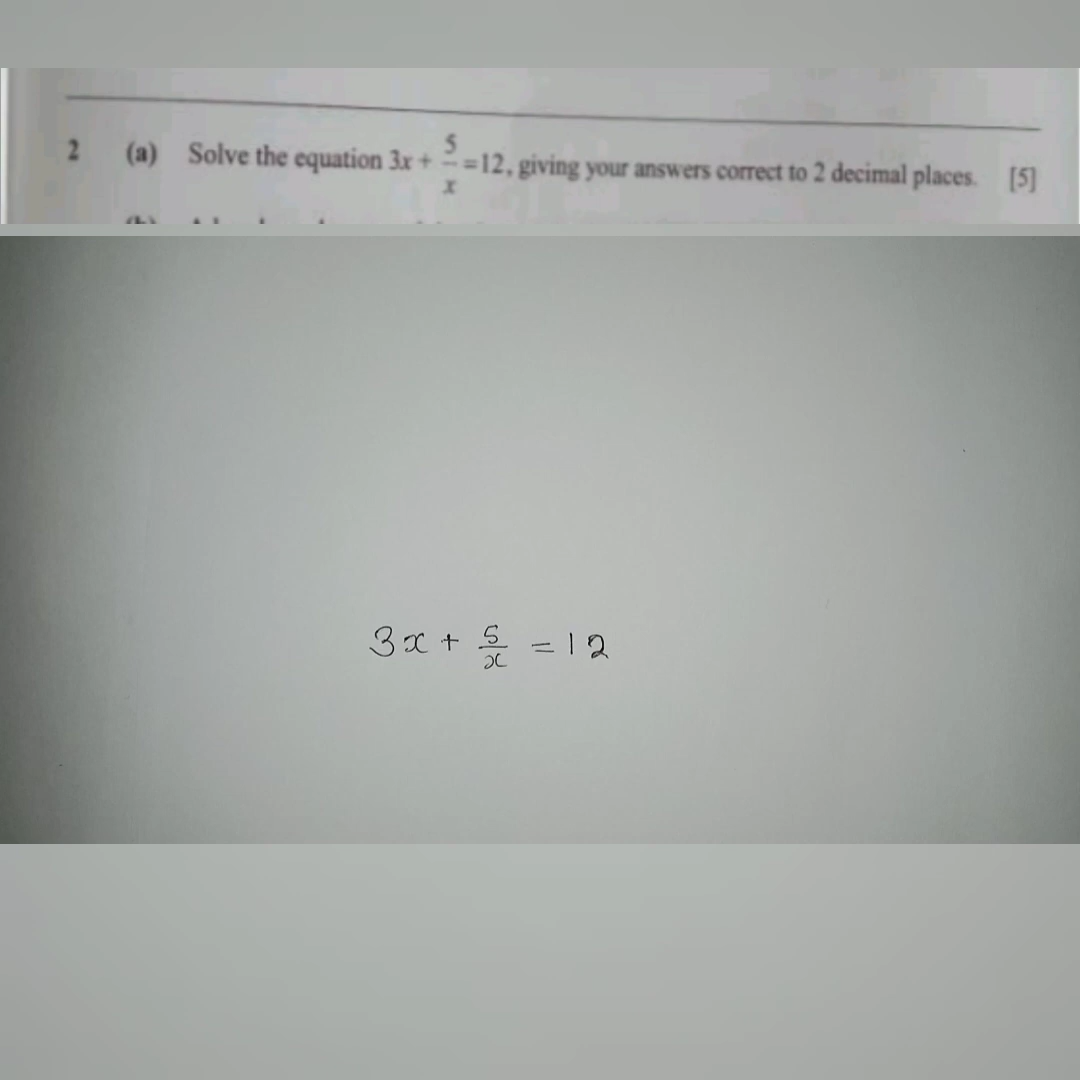 2 (a) Solve the equation 3x + 5/x = 12, giving your answers correct to 2 decimal places. [5]
3x + 5/x = 12